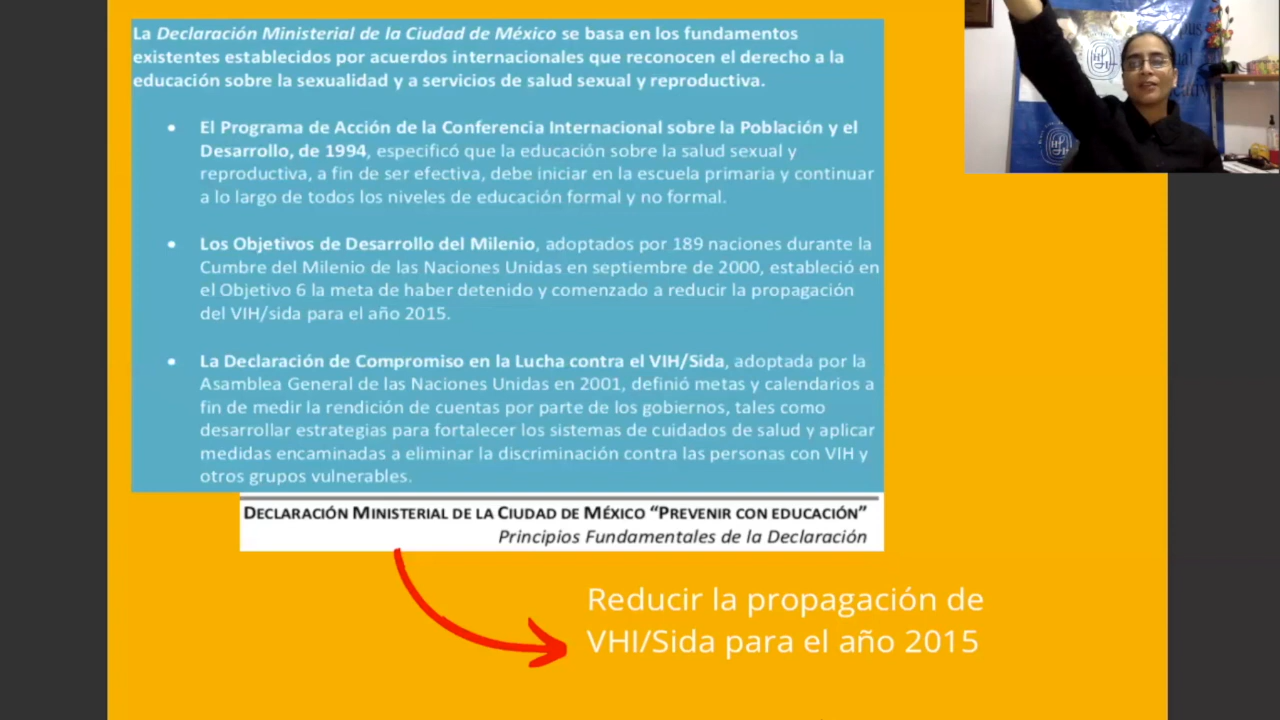 La Declaración Ministerial de la Ciudad de México se basa en los fundamentos
existentes establecidos por acuerdos internacionales que reconocen el derecho a la
educación sobre la sexualidad y a servicios de salud sexual y reproductiva.
• El Programa de Acción de la Conferencia Internacional sobre la Población y el
Desarrollo, de 1994, especificó que la educación sobre la salud sexual y
reproductiva, a fin de ser efectiva, debe iniciar en la escuela primaria y continuar
a lo largo de todos los niveles de educación formal y no formal.
• Los Objetivos de Desarrollo del Milenio, adoptados por 189 naciones durante la
Cumbre del Milenio de las Naciones Unidas en septiembre de 2000, estableció en
el Objetivo 6 la meta de haber detenido y comenzado a reducir la propagación
del VIH/sida para el año 2015.
• La Declaración de Compromiso en la Lucha contra el VIH/Sida, adoptada por la
Asamblea General de las Naciones Unidas en 2001, definió metas y calendarios a
fin de medir la rendición de cuentas por parte de los gobiernos, tales como
desarrollar estrategias para fortalecer los sistemas de cuidados de salud y aplicar
medidas encaminadas a eliminar la discriminación contra las personas con VIH y
otros grupos vulnerables.
DECLARACIÓN MINISTERIAL DE LA CIUDAD DE MÉXICO “PREVENIR CON EDUCACIÓN”
Principios Fundamentales de la Declaración
Reducir la propagación de
VHI/Sida para el año 2015